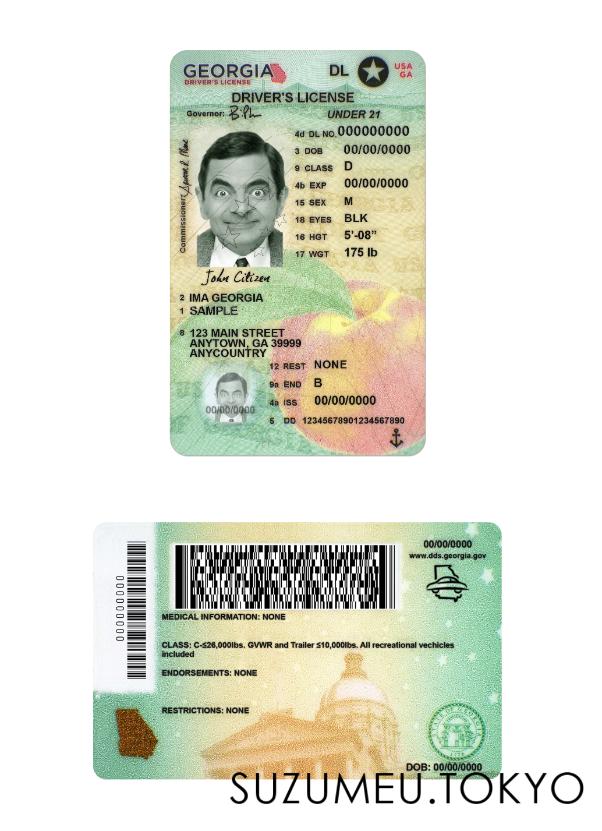 GEORGIA
DRIVER'S LICENSE
DL
USA
GA
DRIVER'S LICENSE
Governor:
UNDER 21
Commissioner:
4d DL NO. 000000000
3 DOB 00/00/0000
9 CLASS D
4b EXP 00/00/0000
15 SEX M
18 EYES BLK
16 HGT 5'-08"
17 WGT 175 lb
John Citizen
2 IMA GEORGIA
1 SAMPLE
8 123 MAIN STREET
ANYTOWN, GA 39999
ANYCOUNTRY
12 REST NONE
9a END B
4a ISS 00/00/0000
00/00/0000
5 DD 12345678901234567890
000000000
00/00/0000
www.dds.georgia.gov
MEDICAL INFORMATION: NONE
CLASS: C-≤26,000lbs. GVWR and Trailer ≤10,000lbs. All recreational vechicles
included
ENDORSEMENTS: NONE
RESTRICTIONS: NONE
DOB: 00/00/0000
SUZUMEU.TOKYO